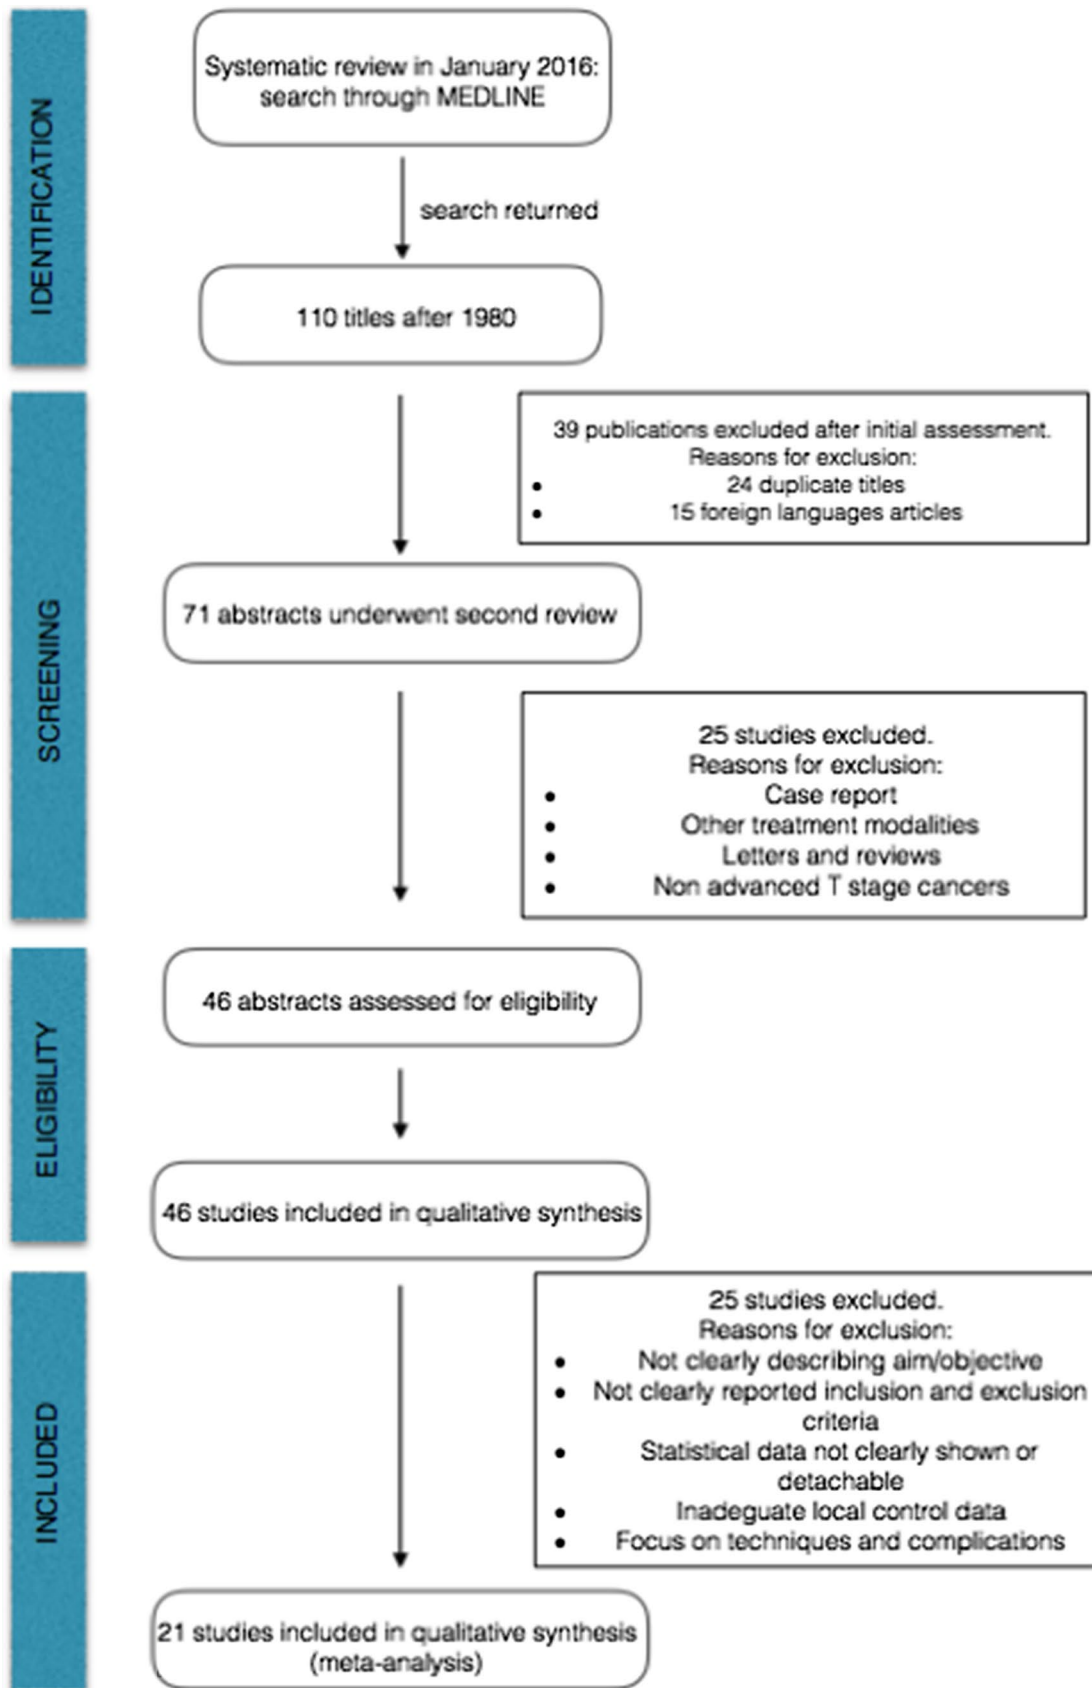 IDENTIFICATION
Systematic review in January 2016:
search through MEDLINE
search returned
110 titles after 1980
SCREENING
39 publications excluded after initial assessment.
Reasons for exclusion:
• 24 duplicate titles
• 15 foreign languages articles
71 abstracts underwent second review
25 studies excluded.
Reasons for exclusion:
• Case report
• Other treatment modalities
• Letters and reviews
• Non advanced T stage cancers
ELIGIBILITY
46 abstracts assessed for eligibility
46 studies included in qualitative synthesis
INCLUDED
25 studies excluded.
Reasons for exclusion:
• Not clearly describing aim/objective
• Not clearly reported inclusion and exclusion
criteria
• Statistical data not clearly shown or
detachable
• Inadeguate local control data
• Focus on techniques and complications
21 studies included in qualitative synthesis
(meta-analysis)